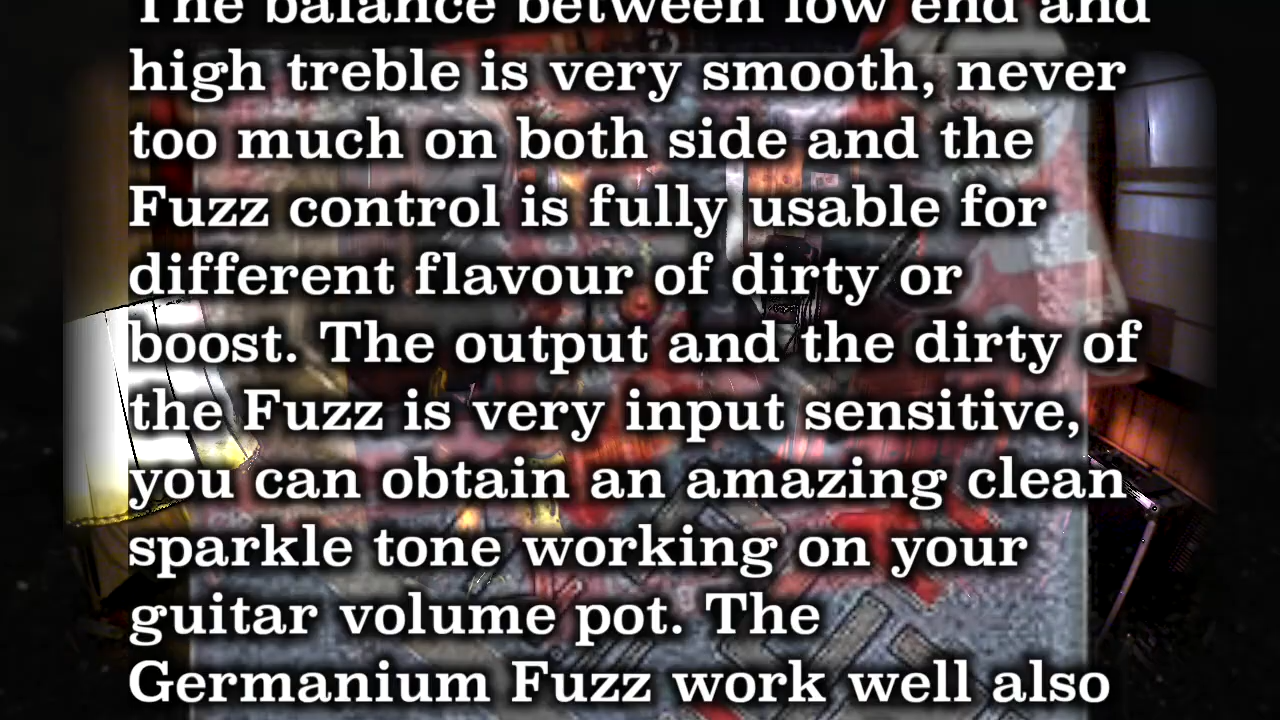 The balance between low end and
high treble is very smooth, never
too much on both side and the
Fuzz control is fully usable for
different flavour of dirty or
boost. The output and the dirty of
the Fuzz is very input sensitive,
you can obtain an amazing clean
sparkle tone working on your
guitar volume pot. The
Germanium Fuzz work well also